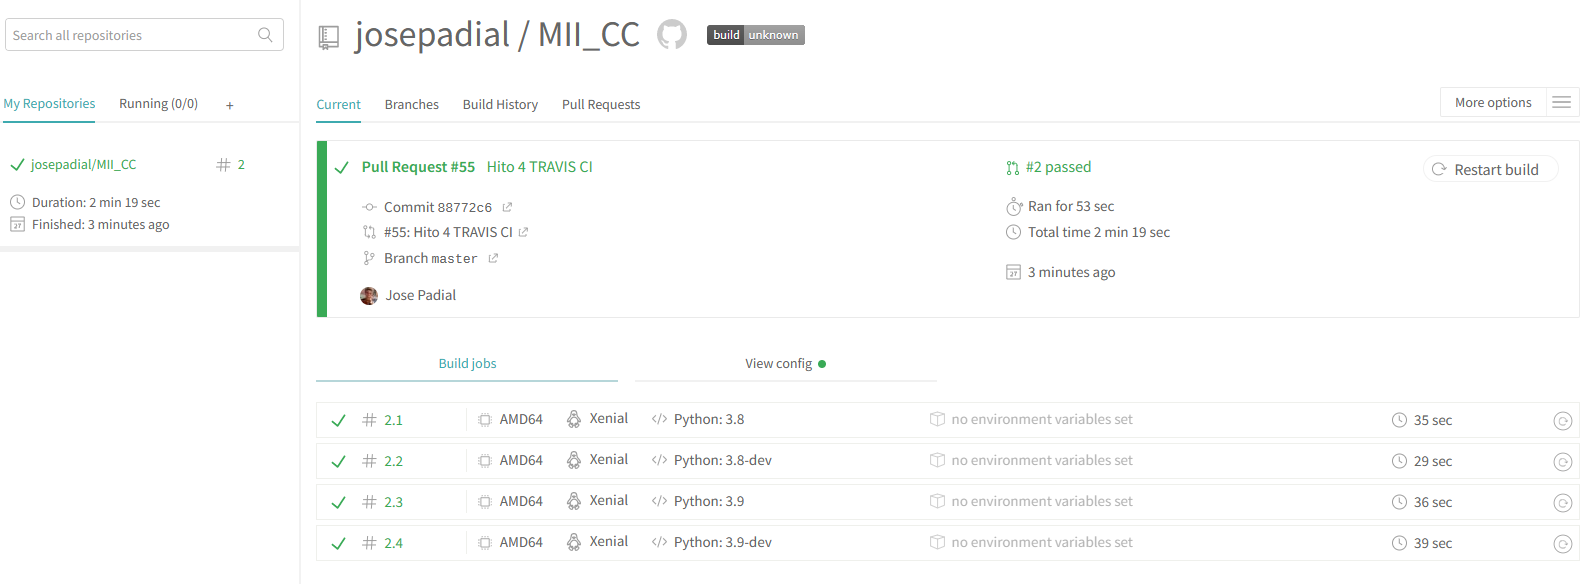 Search all repositories
My Repositories Running (0/0) +
josepadial/MII_CC # 2
Duration: 2 min 19 sec
27 Finished: 3 minutes ago
josepadial / MII_CC build unknown
Current Branches Build History Pull Requests More options
Pull Request #55 Hito 4 TRAVIS CI #2 passed Restart build
Commit 88772c6 Ran for 53 sec
#55: Hito 4 TRAVIS CI Total time 2 min 19 sec
Branch master
27 3 minutes ago
Jose Padial
Build jobs View config
# 2.1 AMD64 Xenial </> Python: 3.8 no environment variables set 35 sec
# 2.2 AMD64 Xenial </> Python: 3.8-dev no environment variables set 29 sec
# 2.3 AMD64 Xenial </> Python: 3.9 no environment variables set 36 sec
# 2.4 AMD64 Xenial </> Python: 3.9-dev no environment variables set 39 sec